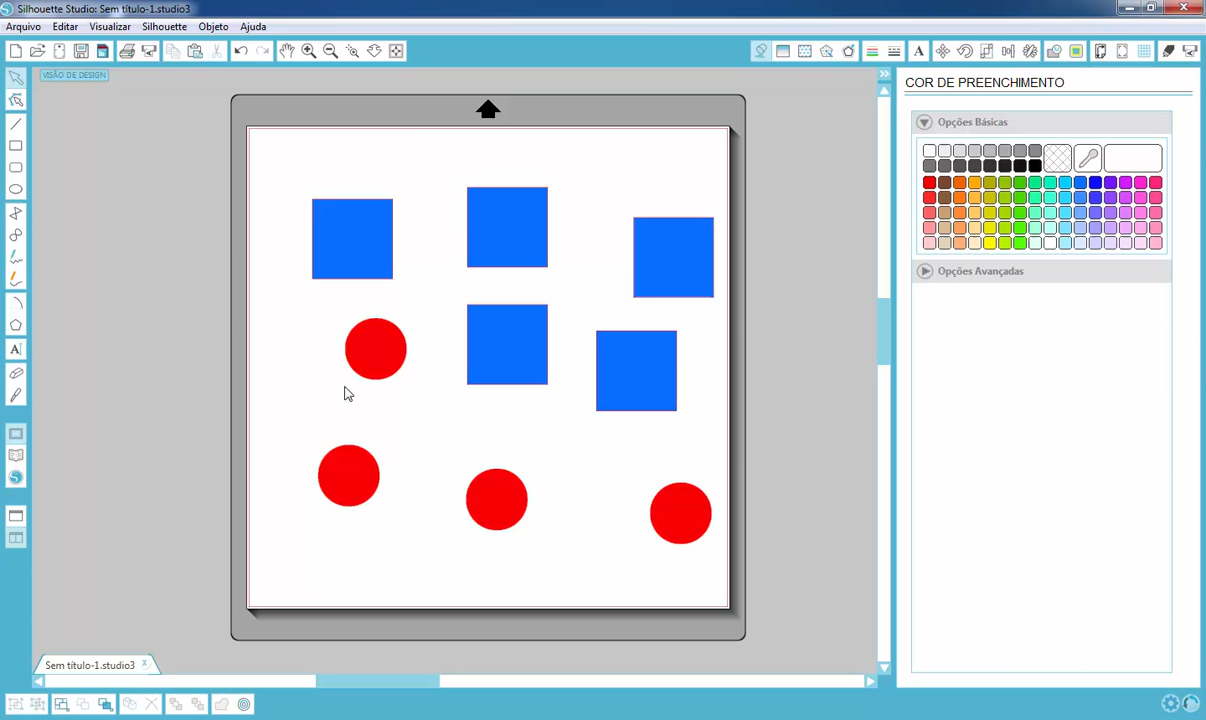 Silhouette Studio: Sem título-1.studio3
Arquivo Editar Visualizar Silhouette Objeto Ajuda
VISÃO DE DESIGN
COR DE PREENCHIMENTO
Opções Básicas
Opções Avançadas
Sem título-1.studio3